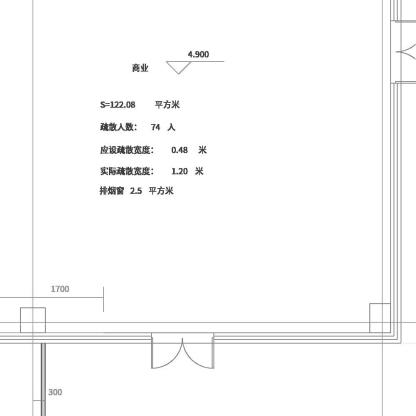 4.900
商业
S=122.08 平方米
疏散人数: 74 人
应设疏散宽度: 0.48 米
实际疏散宽度: 1.20 米
排烟窗 2.5 平方米
1700
300